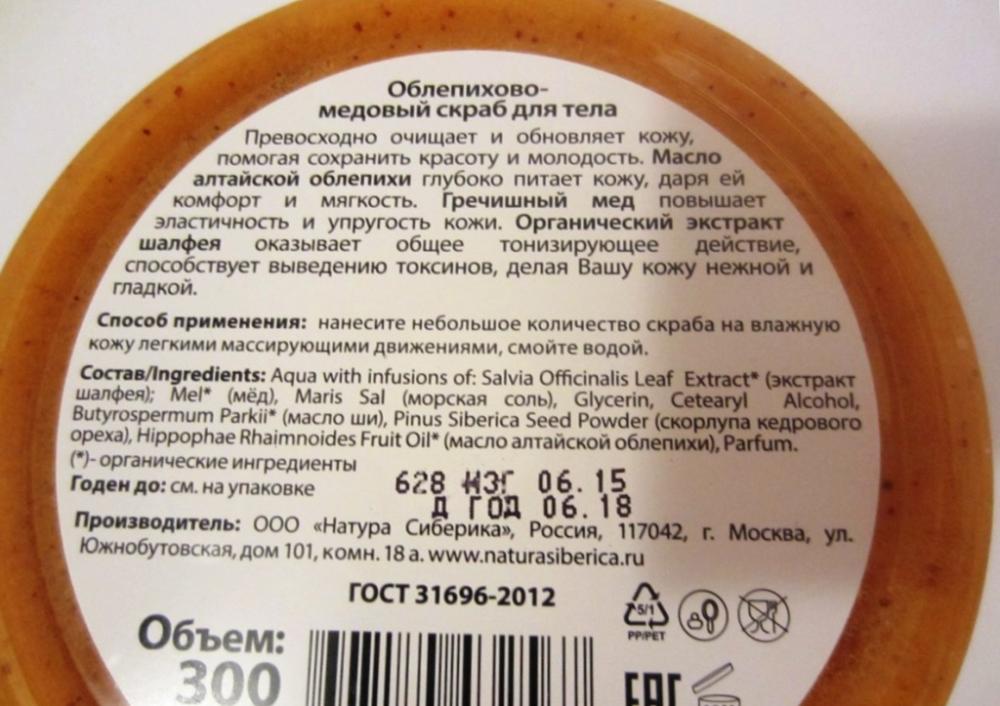 Облепихово-
медовый скраб для тела
Превосходно очищает и обновляет кожу,
помогая сохранить красоту и молодость. Масло
алтайской облепихи глубоко питает кожу, даря ей
комфорт и мягкость. Гречишный мед повышает
эластичность и упругость кожи. Органический экстракт
шалфея оказывает общее тонизирующее действие,
способствует выведению токсинов, делая Вашу кожу нежной и
гладкой.
Способ применения: нанесите небольшое количество скраба на влажную
кожу легкими массирующими движениями, смойте водой.
Состав/Ingredients: Aqua with infusions of: Salvia Officinalis Leaf Extract* (экстракт
шалфея); Mel* (мёд), Maris Sal (морская соль), Glycerin, Cetearyl Alcohol,
Butyrospermum Parkii* (масло ши), Pinus Siberica Seed Powder (скорлупа кедрового
ореха), Hippophae Rhaimnoides Fruit Oil* (масло алтайской облепихи), Parfum.
(*)- органические ингредиенты
Годен до: см. на упаковке
628 ИЗГ 06.15
Д ГОД 06.18
Производитель: ООО «Натура Сиберика», Россия, 117042, г. Москва, ул.
Южнобутовская, дом 101, комн. 18 а. www.naturasiberica.ru
ГОСТ 31696-2012
5/1
PP/PET
Объем:
300
EAC